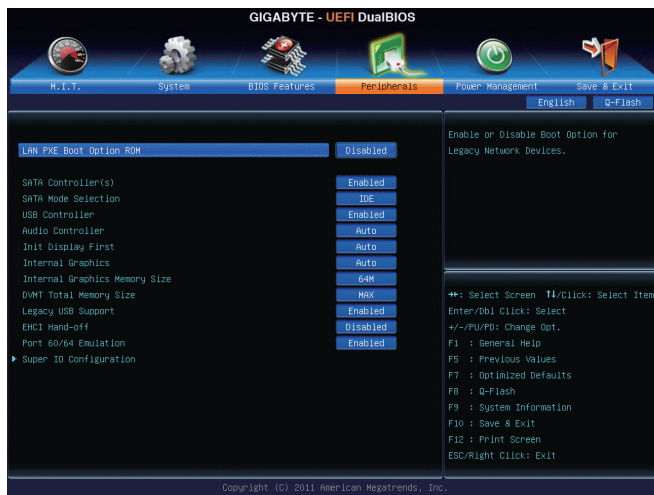 GIGABYTE - UEFI DualBIOS
M.I.T. System BIOS Features Peripherals Power Management Save & Exit
English Q-Flash
LAN PXE Boot Option ROM Disabled
SATA Controller(s) Enabled
SATA Mode Selection IDE
USB Controller Enabled
Audio Controller Auto
Init Display First Auto
Internal Graphics Auto
Internal Graphics Memory Size 64M
DVMT Total Memory Size MAX
Legacy USB Support Enabled
EHCI Hand-off Disabled
Port 60/64 Emulation Enabled
Super IO Configuration
Enable or Disable Boot Option for
Legacy Network Devices.
→←: Select Screen ↑↓/Click: Select Item
Enter/Dbl Click: Select
+/-/PU/PD: Change Opt.
F1 : General Help
F5 : Previous Values
F7 : Optimized Defaults
F8 : Q-Flash
F9 : System Information
F10 : Save & Exit
F12 : Print Screen
ESC/Right Click: Exit
Copyright (C) 2011 American Megatrends, Inc.